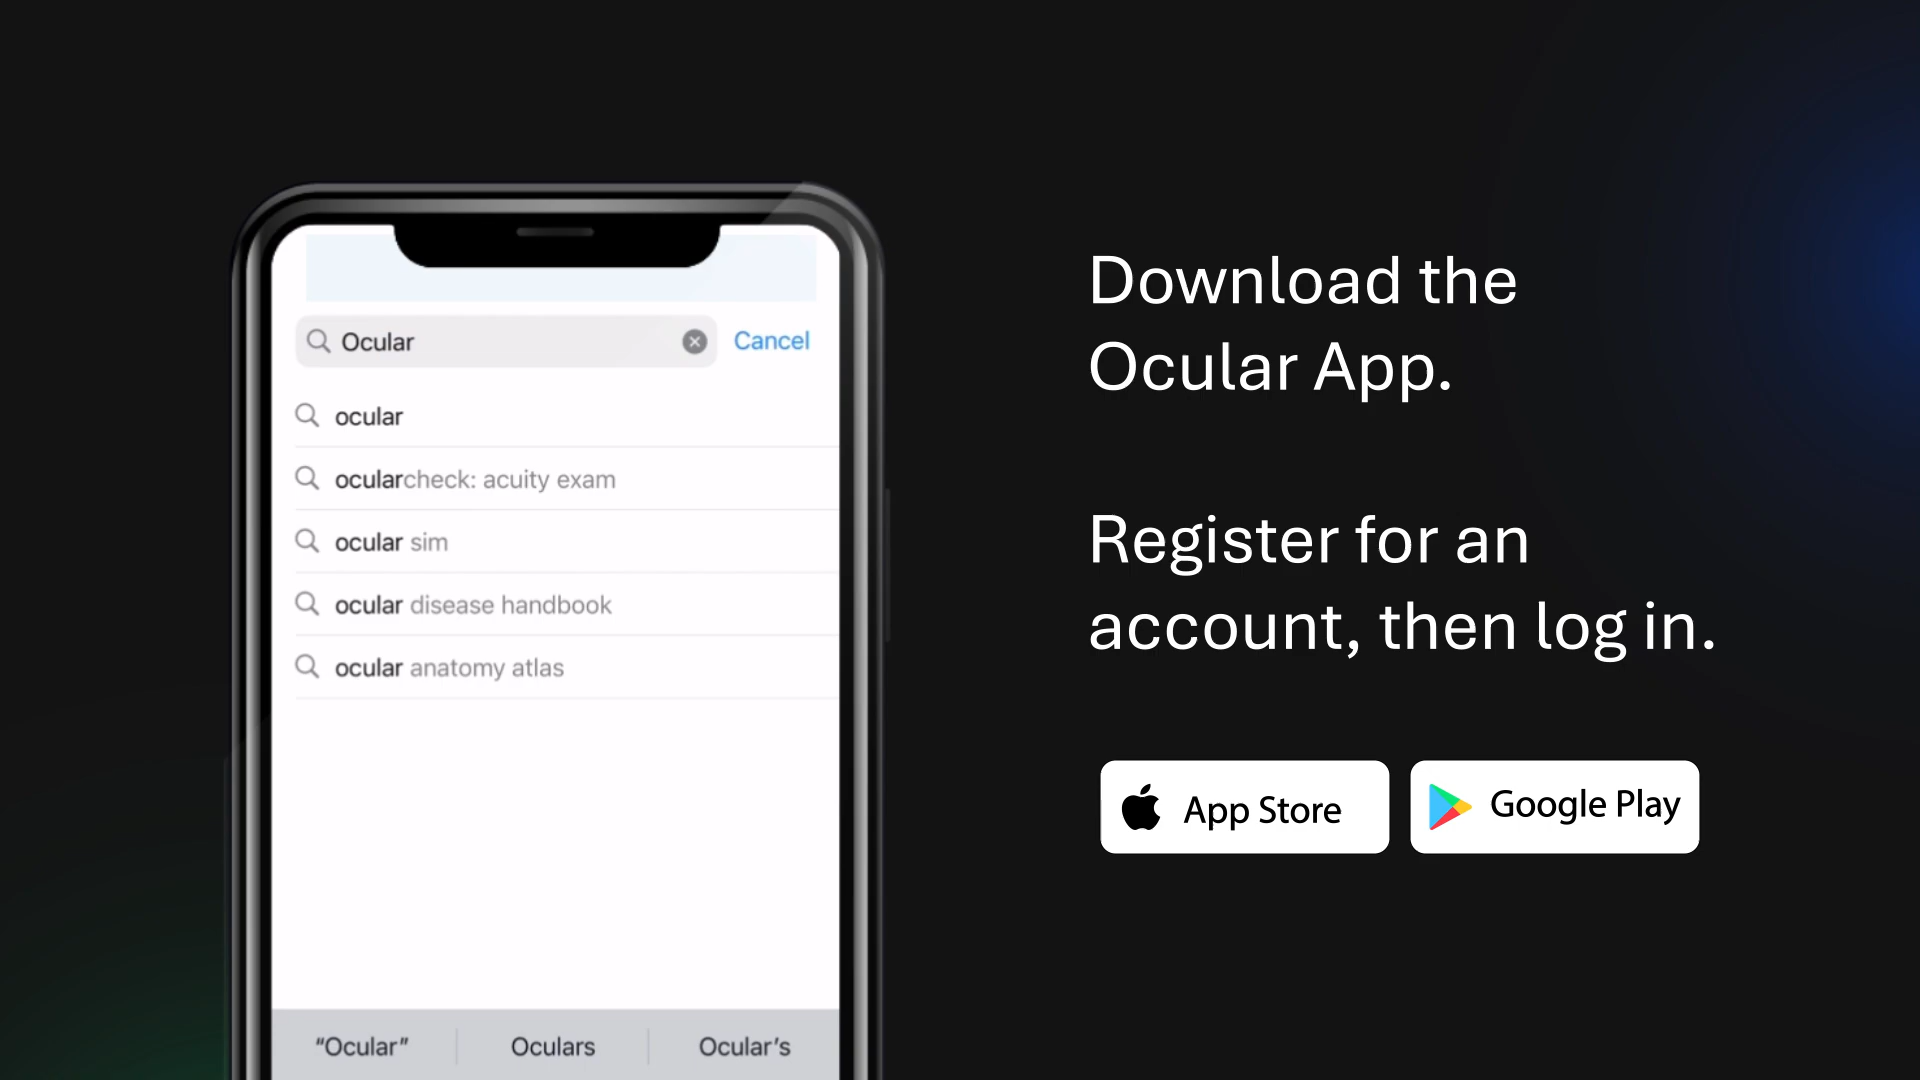 Ocular
Cancel
ocular
ocularcheck: acuity exam
ocular sim
ocular disease handbook
ocular anatomy atlas
“Ocular”
Oculars
Ocular’s
Download the
Ocular App.
Register for an
account, then log in.
App Store
Google Play